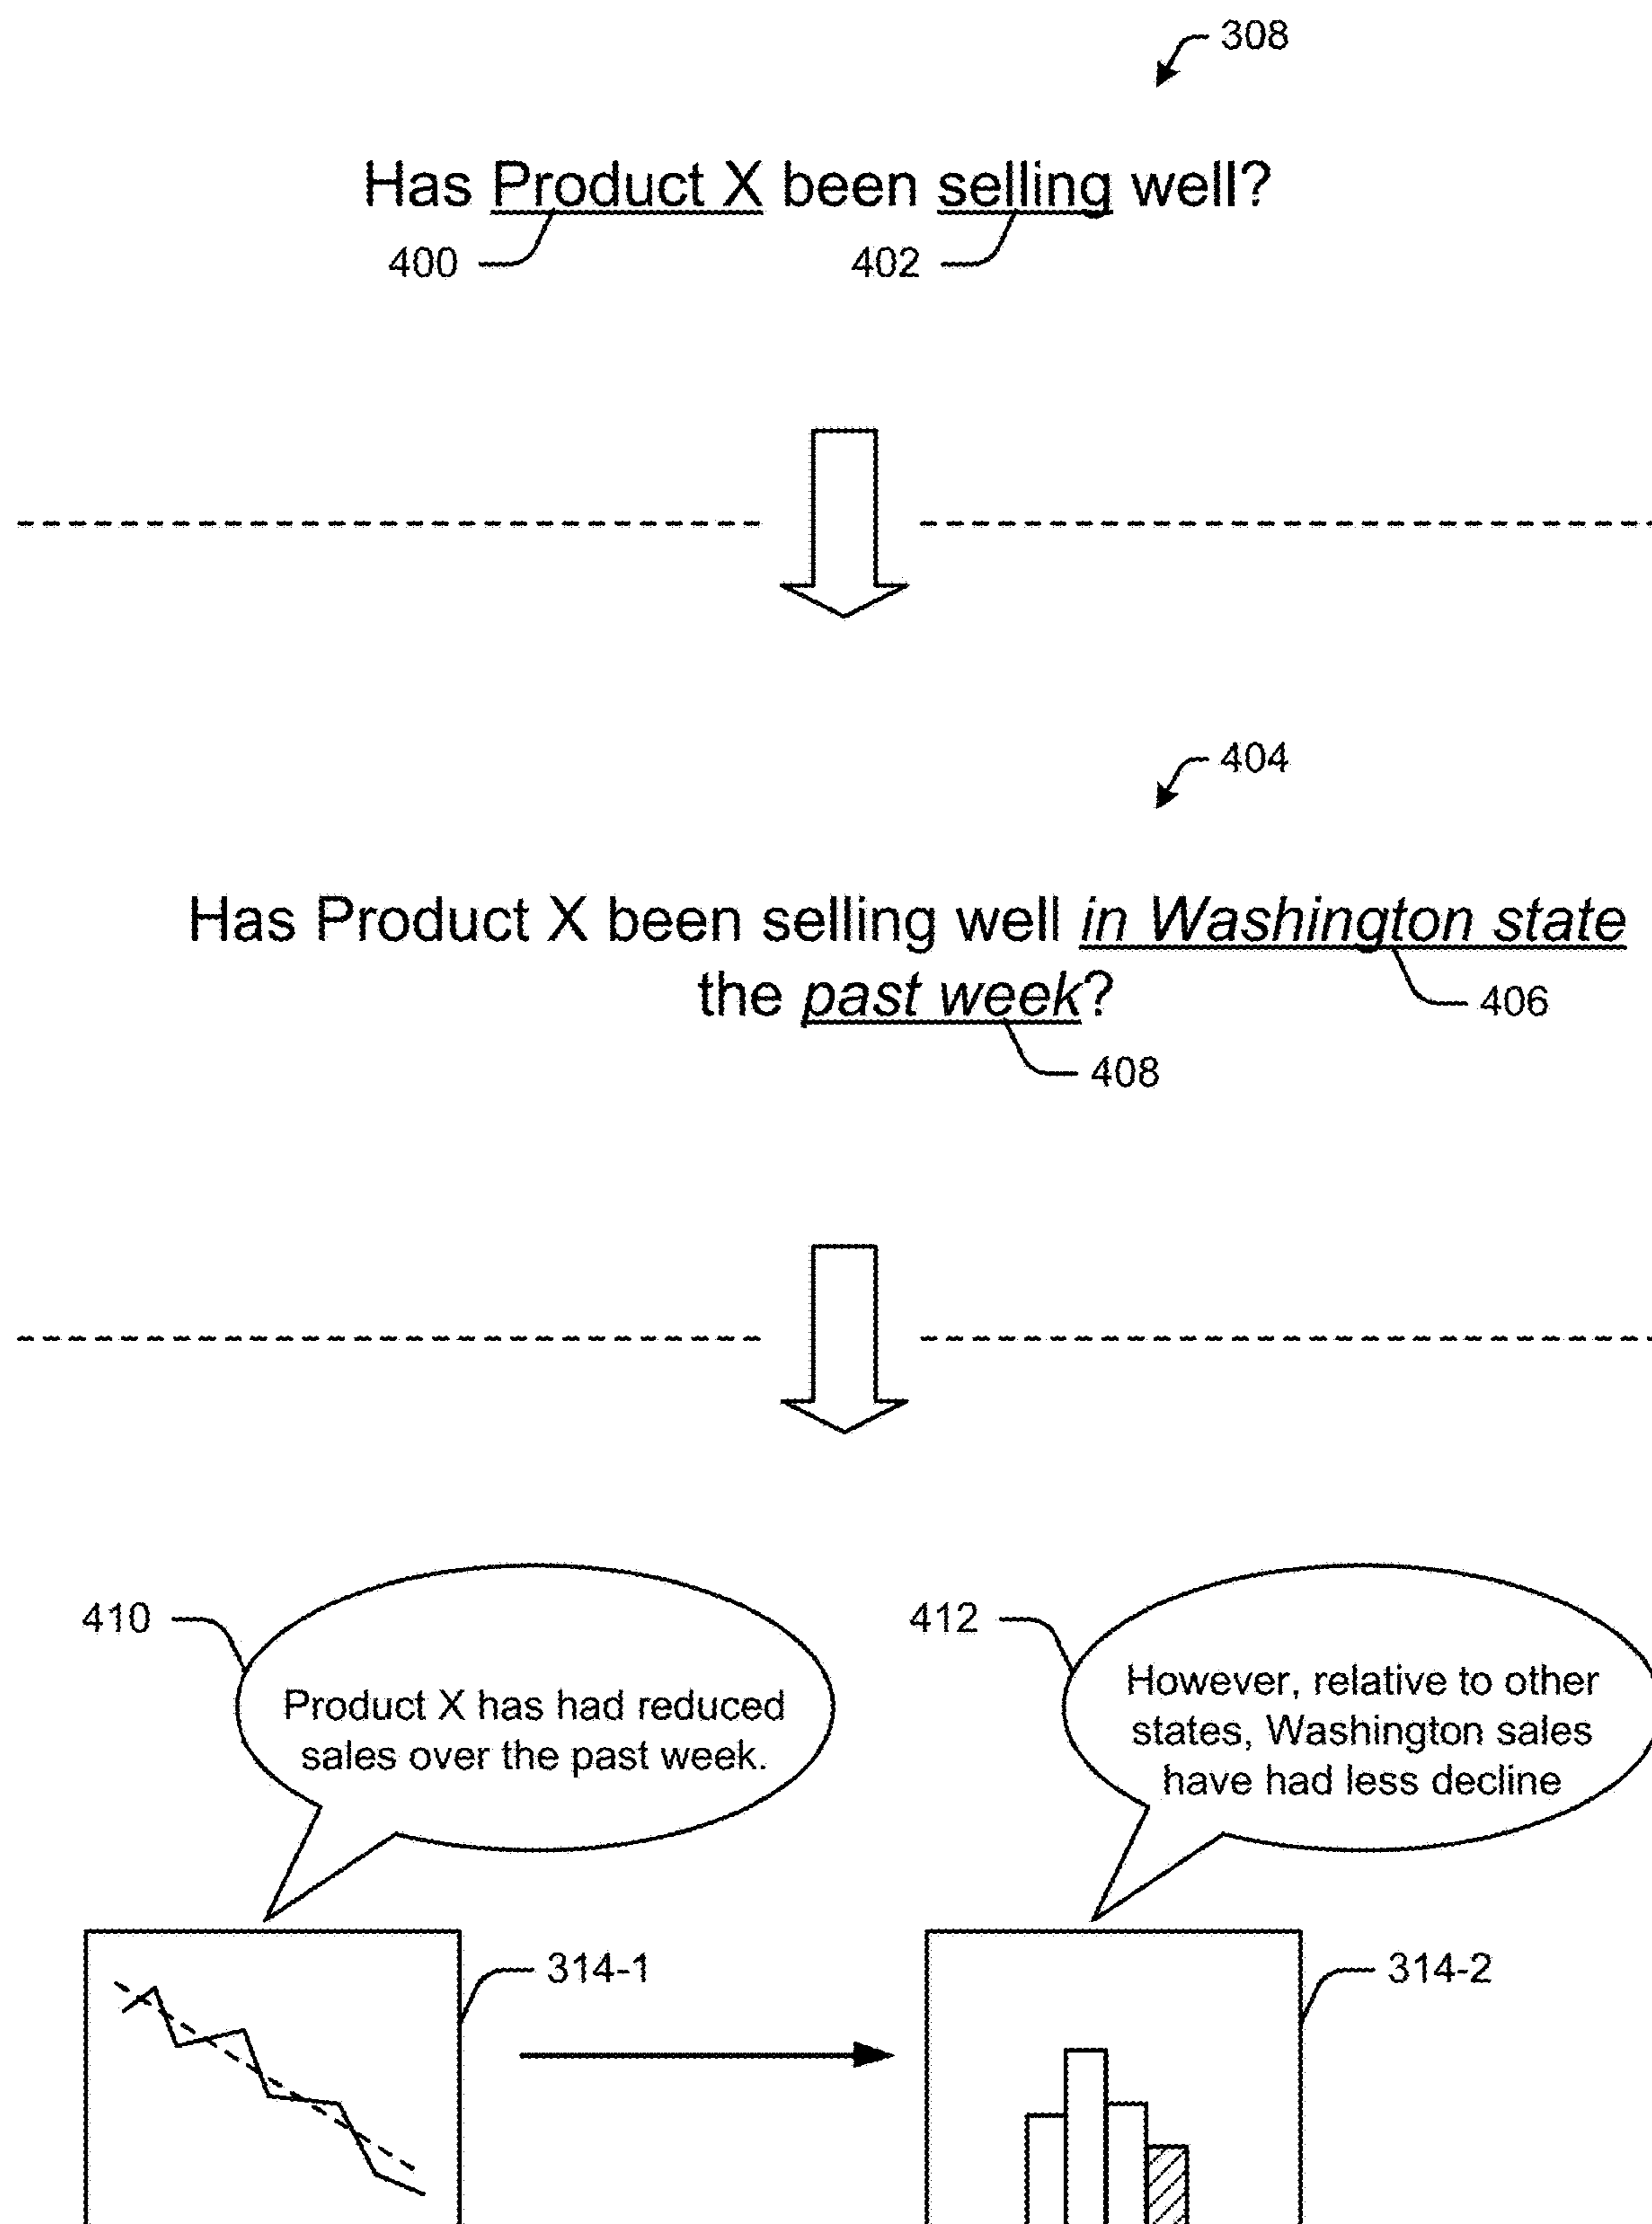 308
Has Product X been selling well?
400
402
404
Has Product X been selling well in Washington state
the past week?
406
408
410
Product X has had reduced
sales over the past week.
412
However, relative to other
states, Washington sales
have had less decline
314-1
314-2